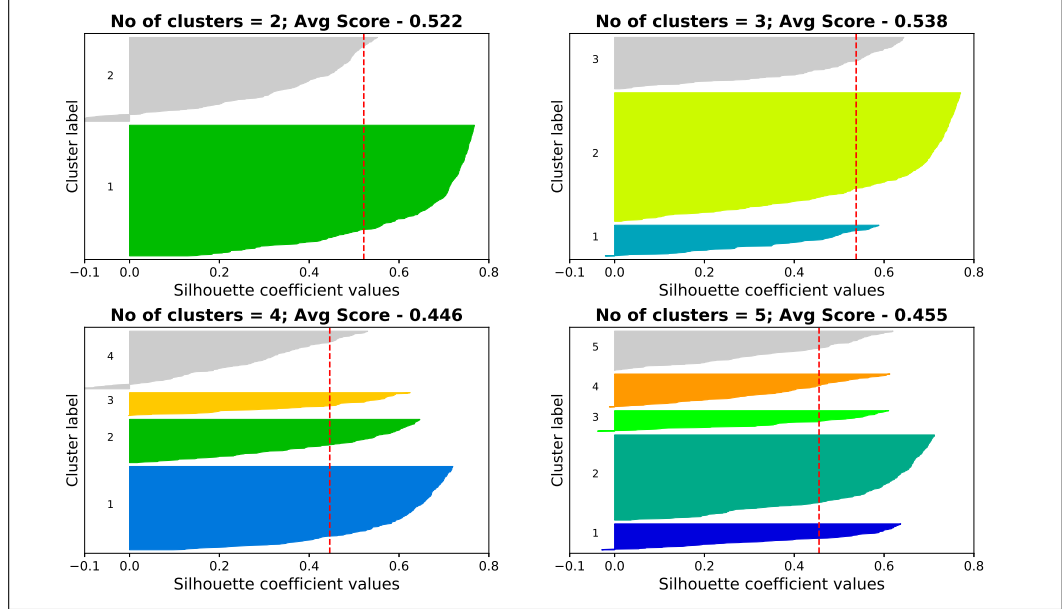 No of clusters = 2; Avg Score - 0.522
Cluster label
2
1
−0.1 0.0 0.2 0.4 0.6 0.8
Silhouette coefficient values
No of clusters = 3; Avg Score - 0.538
Cluster label
3
2
1
−0.1 0.0 0.2 0.4 0.6 0.8
Silhouette coefficient values
No of clusters = 4; Avg Score - 0.446
Cluster label
4
3
2
1
−0.1 0.0 0.2 0.4 0.6 0.8
Silhouette coefficient values
No of clusters = 5; Avg Score - 0.455
Cluster label
5
4
3
2
1
−0.1 0.0 0.2 0.4 0.6 0.8
Silhouette coefficient values